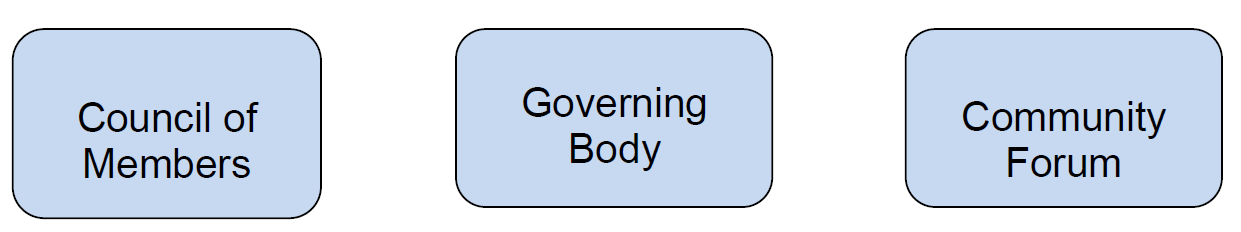 Council of
Members
Governing
Body
Community
Forum